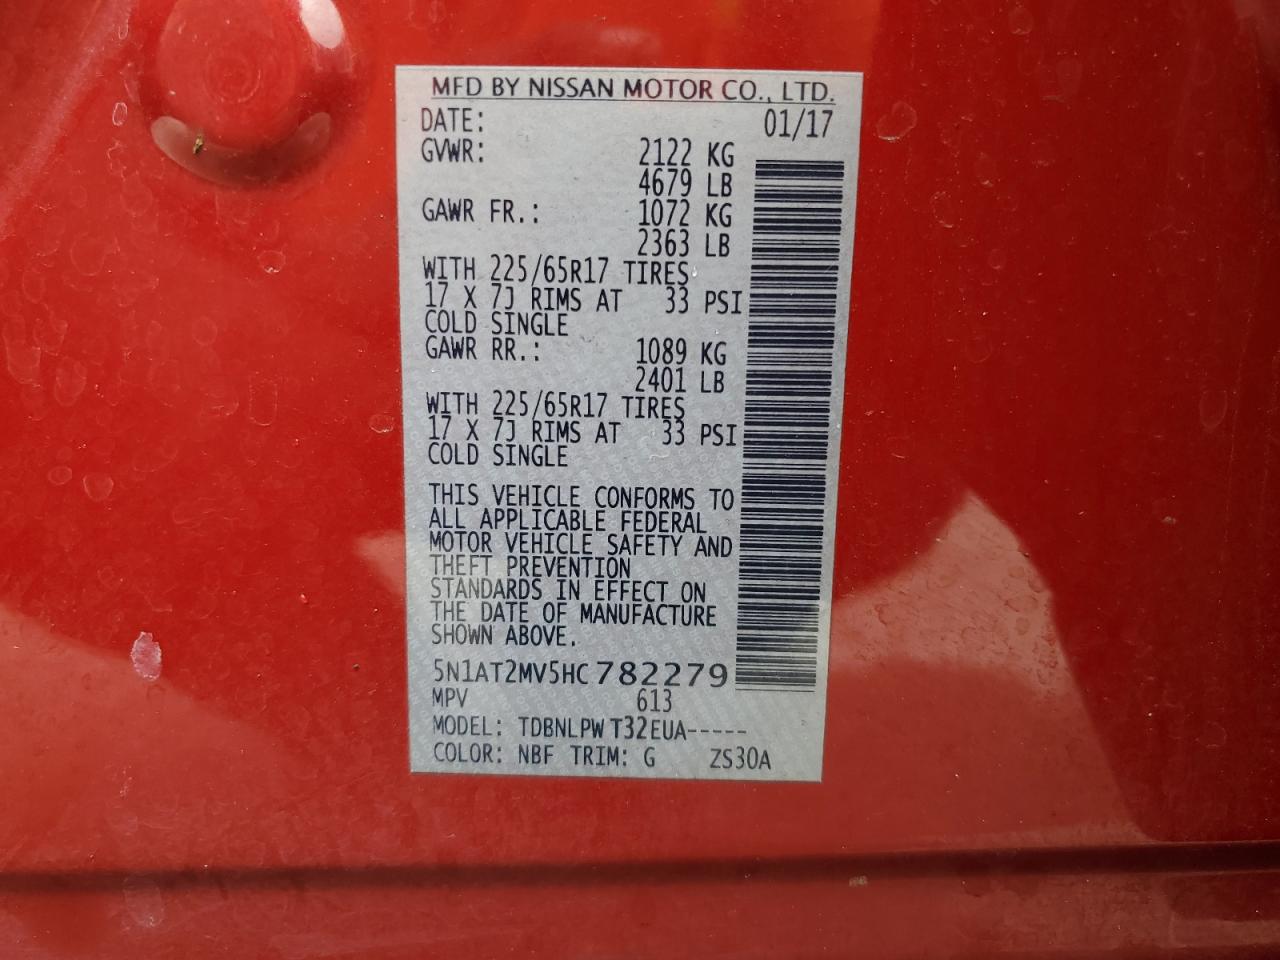 MFD BY NISSAN MOTOR CO., LTD.
DATE: 01/17
GVWR: 2122 KG
4679 LB
GAWR FR.: 1072 KG
2363 LB
WITH 225/65R17 TIRES
17 X 7J RIMS AT 33 PSI
COLD SINGLE
GAWR RR.: 1089 KG
2401 LB
WITH 225/65R17 TIRES
17 X 7J RIMS AT 33 PSI
COLD SINGLE
THIS VEHICLE CONFORMS TO
ALL APPLICABLE FEDERAL
MOTOR VEHICLE SAFETY AND
THEFT PREVENTION
STANDARDS IN EFFECT ON
THE DATE OF MANUFACTURE
SHOWN ABOVE.
5N1AT2MV5HC782279
MPV 613
MODEL: TDBNLPW T32EUA-----
COLOR: NBF TRIM: G ZS30A